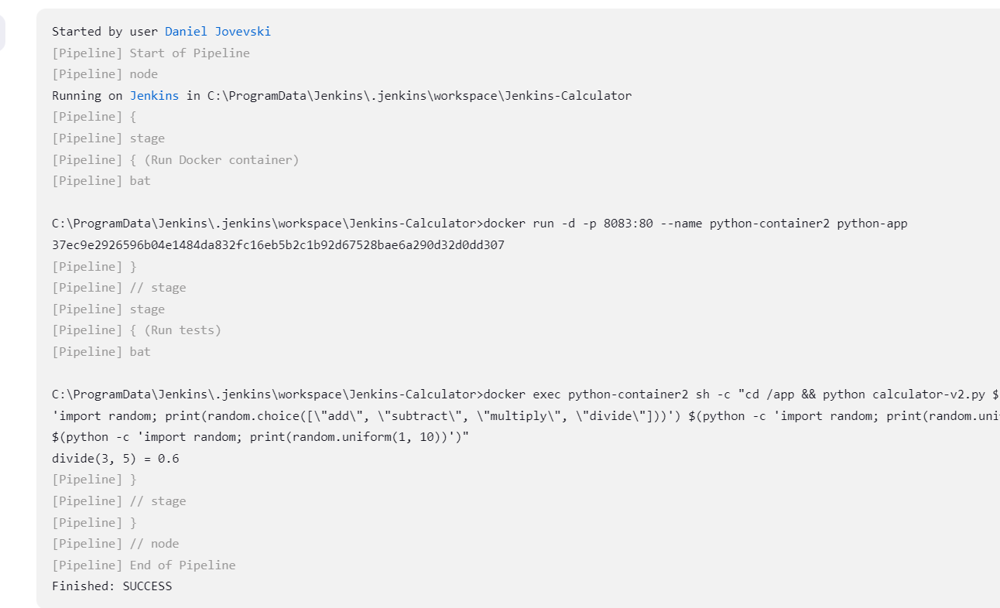 Started by user Daniel Jovevski
[Pipeline] Start of Pipeline
[Pipeline] node
Running on Jenkins in C:\ProgramData\Jenkins\.jenkins\workspace\Jenkins-Calculator
[Pipeline] {
[Pipeline] stage
[Pipeline] { (Run Docker container)
[Pipeline] bat
C:\ProgramData\Jenkins\.jenkins\workspace\Jenkins-Calculator>docker run -d -p 8083:80 --name python-container2 python-app
37ec9e2926596b04e1484da832fc16eb5b2c1b92d67528bae6a290d32d0dd307
[Pipeline] }
[Pipeline] // stage
[Pipeline] stage
[Pipeline] { (Run tests)
[Pipeline] bat
C:\ProgramData\Jenkins\.jenkins\workspace\Jenkins-Calculator>docker exec python-container2 sh -c "cd /app && python calculator-v2.py $
'import random; print(random.choice([\"add\", \"subtract\", \"multiply\", \"divide\"]))') $(python -c 'import random; print(random.uni
$(python -c 'import random; print(random.uniform(1, 10))')"
divide(3, 5) = 0.6
[Pipeline] }
[Pipeline] // stage
[Pipeline] }
[Pipeline] // node
[Pipeline] End of Pipeline
Finished: SUCCESS